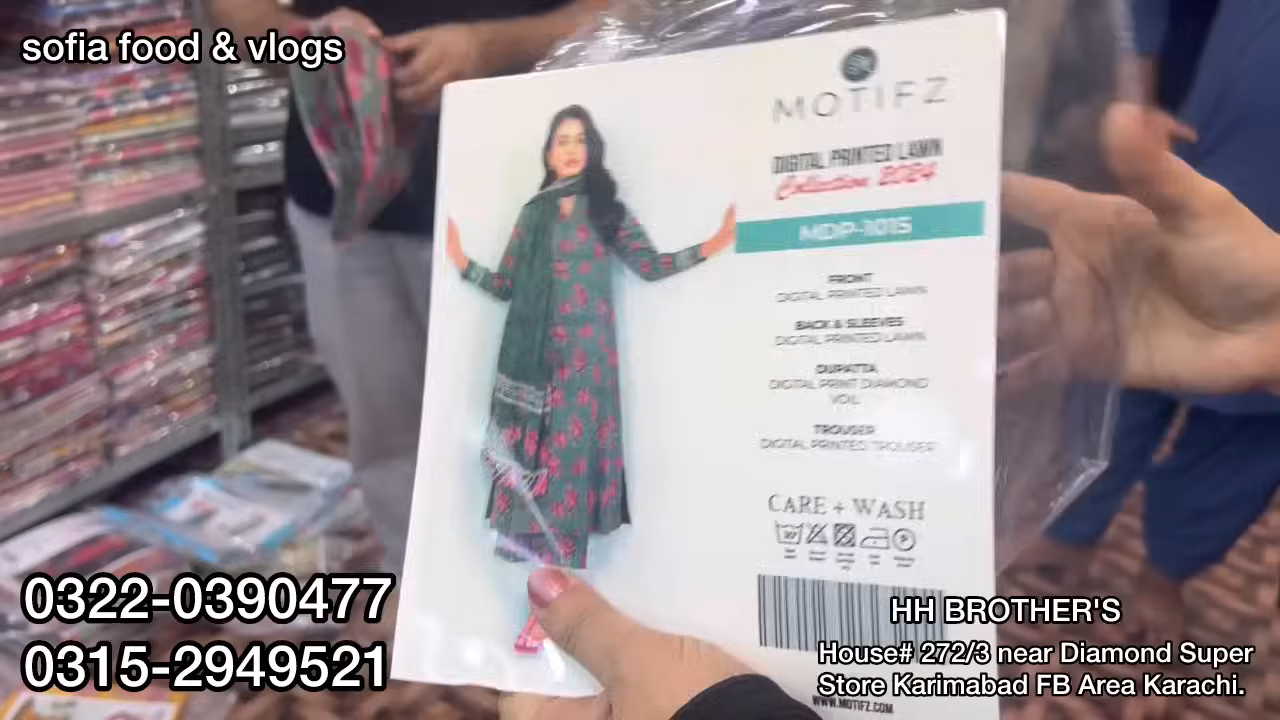 sofia food & vlogs
MOTIFZ
DIGITAL PRINTED LAWN
Collection 2024
MDP-1015
FRONT
DIGITAL PRINTED LAWN
BACK & SLEEVES
DIGITAL PRINTED LAWN
DUPATTA
DIGITAL PRINT DIAMOND
VOIL
TROUSER
DIGITAL PRINTED TROUSER
CARE + WASH
0322-0390477
0315-2949521
HH BROTHER'S
House# 272/3 near Diamond Super
Store Karimabad FB Area Karachi.
WWW.MOTIFZ.COM